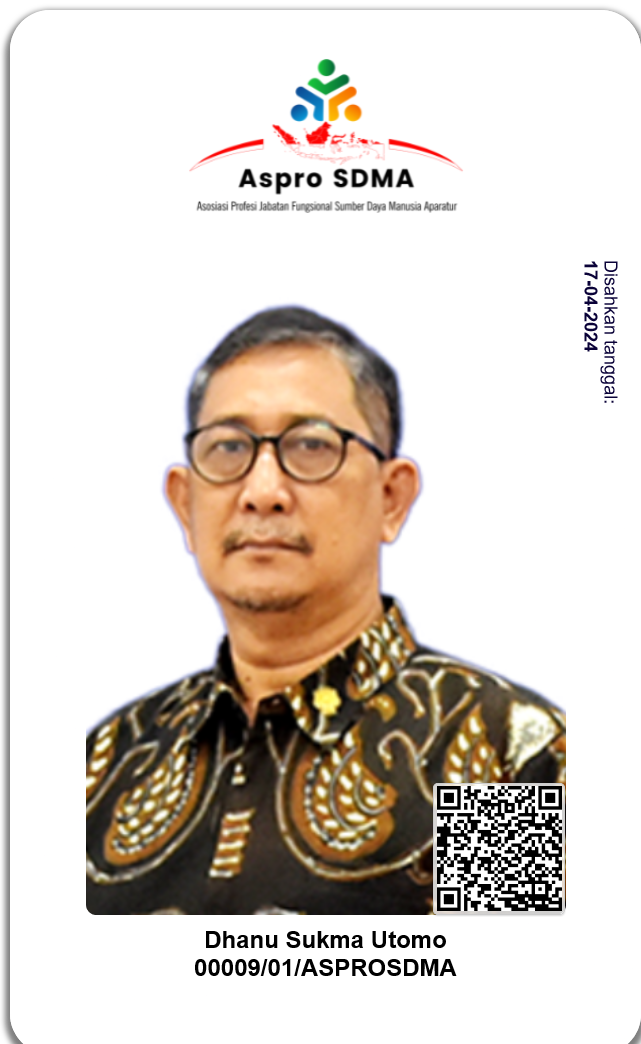 Aspro SDMA
Asosiasi Profesi Jabatan Fungsional Sumber Daya Manusia Aparatur
Disahkan tanggal:
17-04-2024
Dhanu Sukma Utomo
00009/01/ASPROSDMA